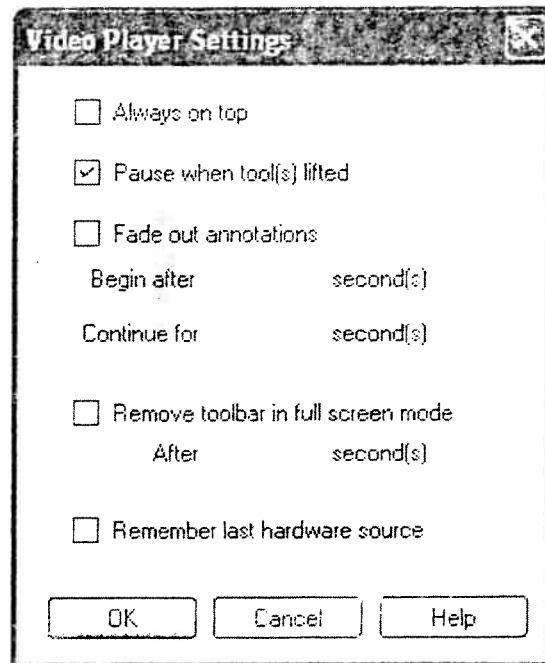 Video Player Settings
Always on top
Pause when tool(s) lifted
Fade out annotations
Begin after second(s)
Continue for second(s)
Remove toolbar in full screen mode
After second(s)
Remember last hardware source
OK Cancel Help